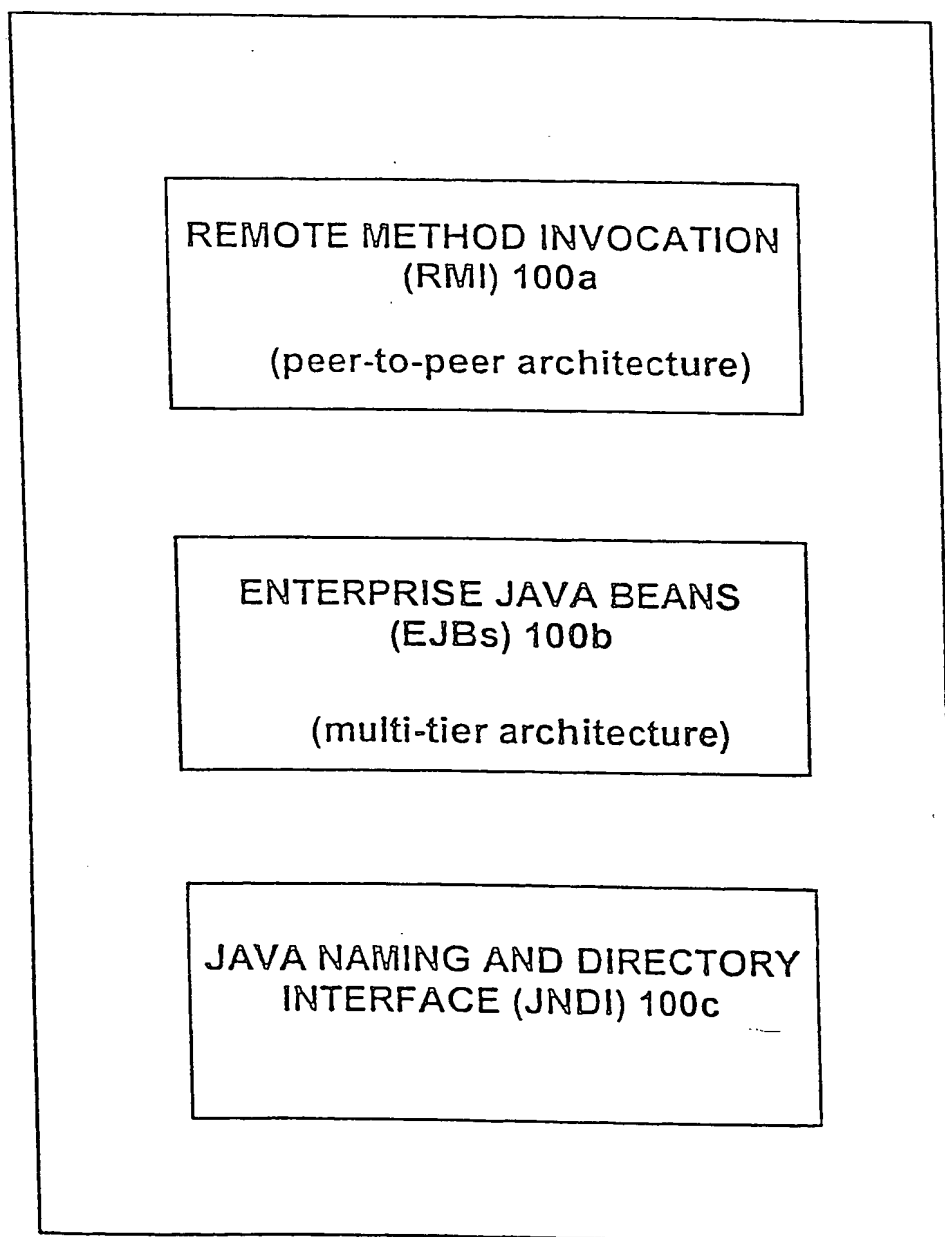 REMOTE METHOD INVOCATION
(RMI) 100a
(peer-to-peer architecture)
ENTERPRISE JAVA BEANS
(EJBs) 100b
(multi-tier architecture)
JAVA NAMING AND DIRECTORY
INTERFACE (JNDI) 100c